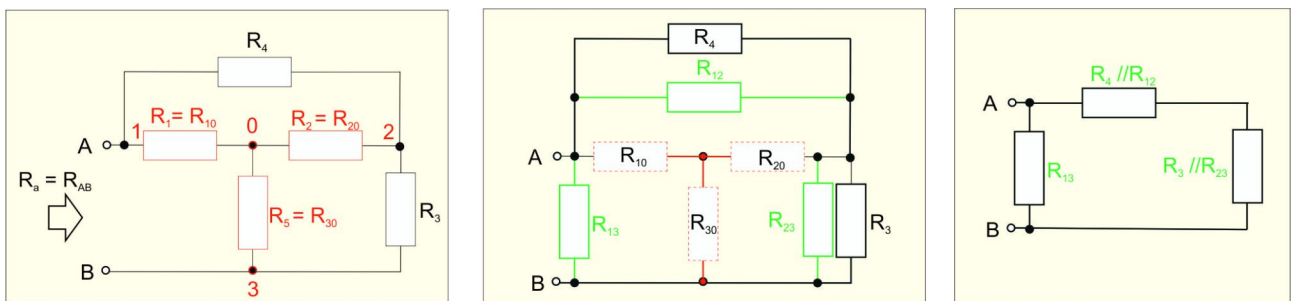 R₄
R₁= R₁₀
0
R₂= R₂₀
1
2
A
Rₐ = R_AB
R₅ = R₃₀
R₃
B
3
R₄
R₁₂
A
R₁₀
R₂₀
R₁₃
R₃₀
R₂₃
R₃
B
R₄ //R₁₂
A
R₁₃
R₃ //R₂₃
B